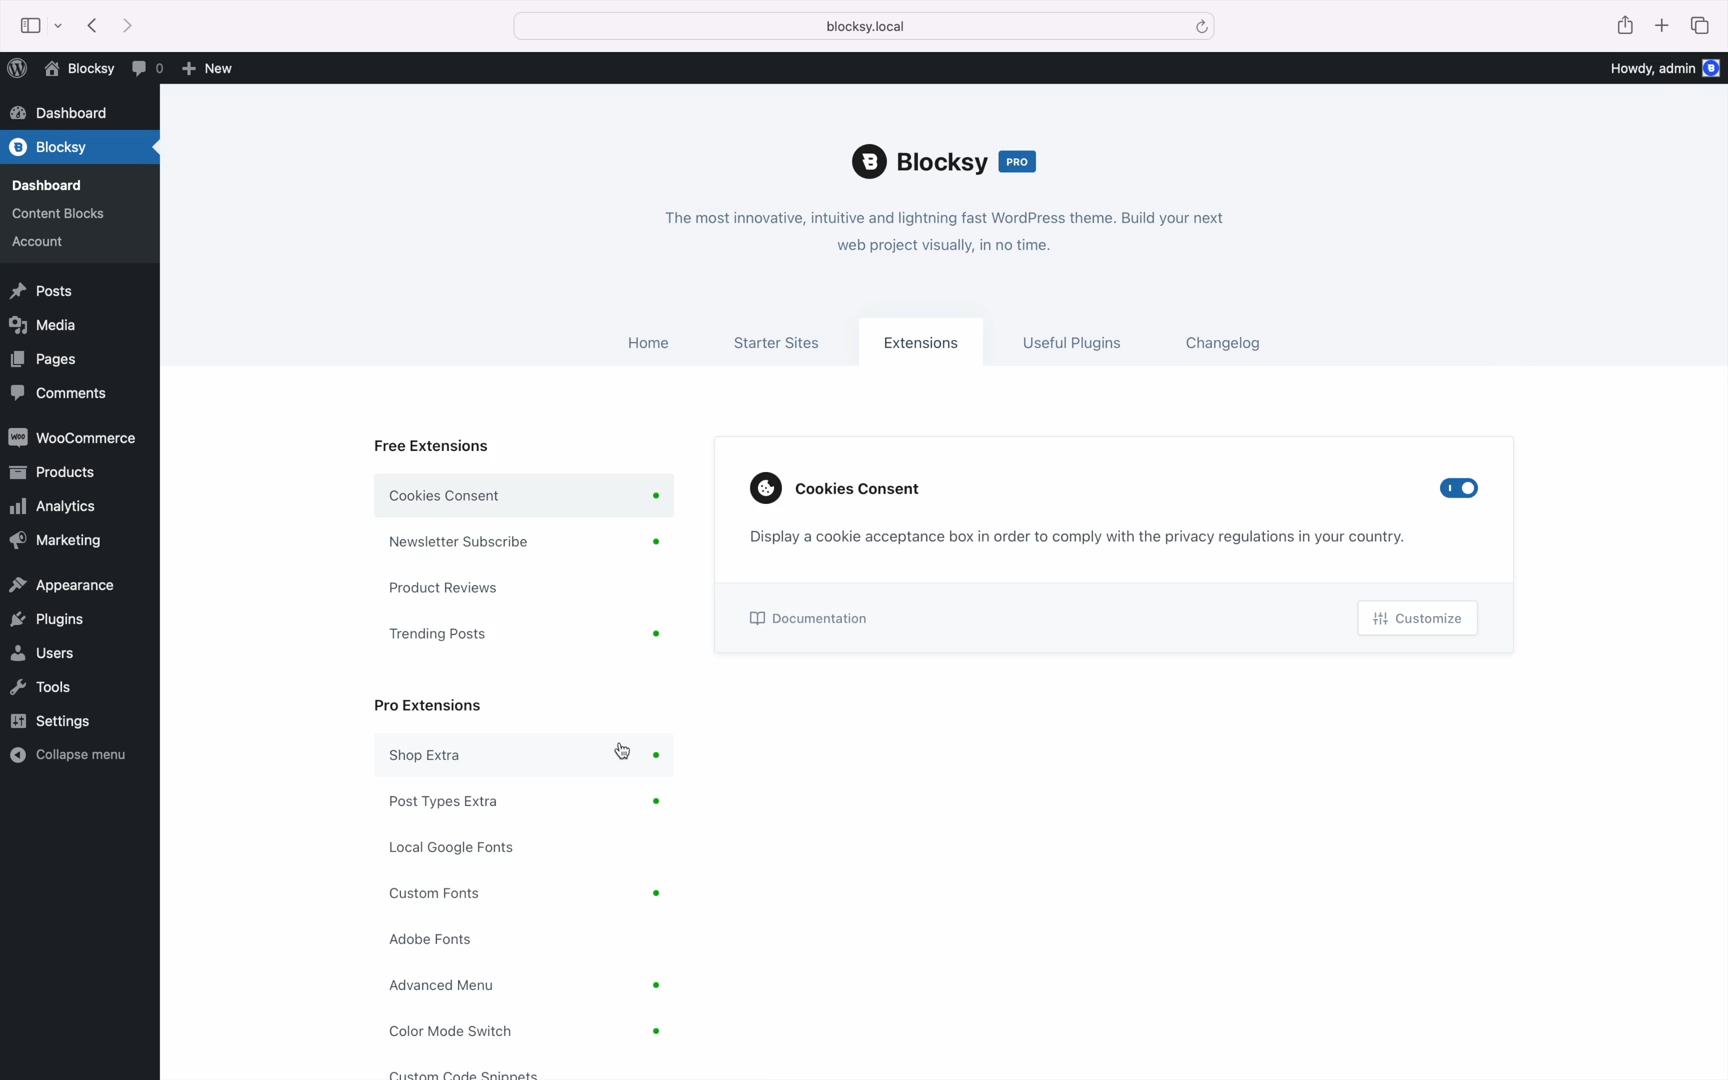 blocksy.local
Blocksy
0
New
Howdy, admin
Dashboard
Blocksy
Dashboard
Content Blocks
Account
Posts
Media
Pages
Comments
WooCommerce
Products
Analytics
Marketing
Appearance
Plugins
Users
Tools
Settings
Collapse menu
Blocksy PRO
The most innovative, intuitive and lightning fast WordPress theme. Build your next
web project visually, in no time.
Home
Starter Sites
Extensions
Useful Plugins
Changelog
Free Extensions
Cookies Consent
Newsletter Subscribe
Product Reviews
Trending Posts
Pro Extensions
Shop Extra
Post Types Extra
Local Google Fonts
Custom Fonts
Adobe Fonts
Advanced Menu
Color Mode Switch
Custom Code Snippets
Cookies Consent
Display a cookie acceptance box in order to comply with the privacy regulations in your country.
Documentation
Customize